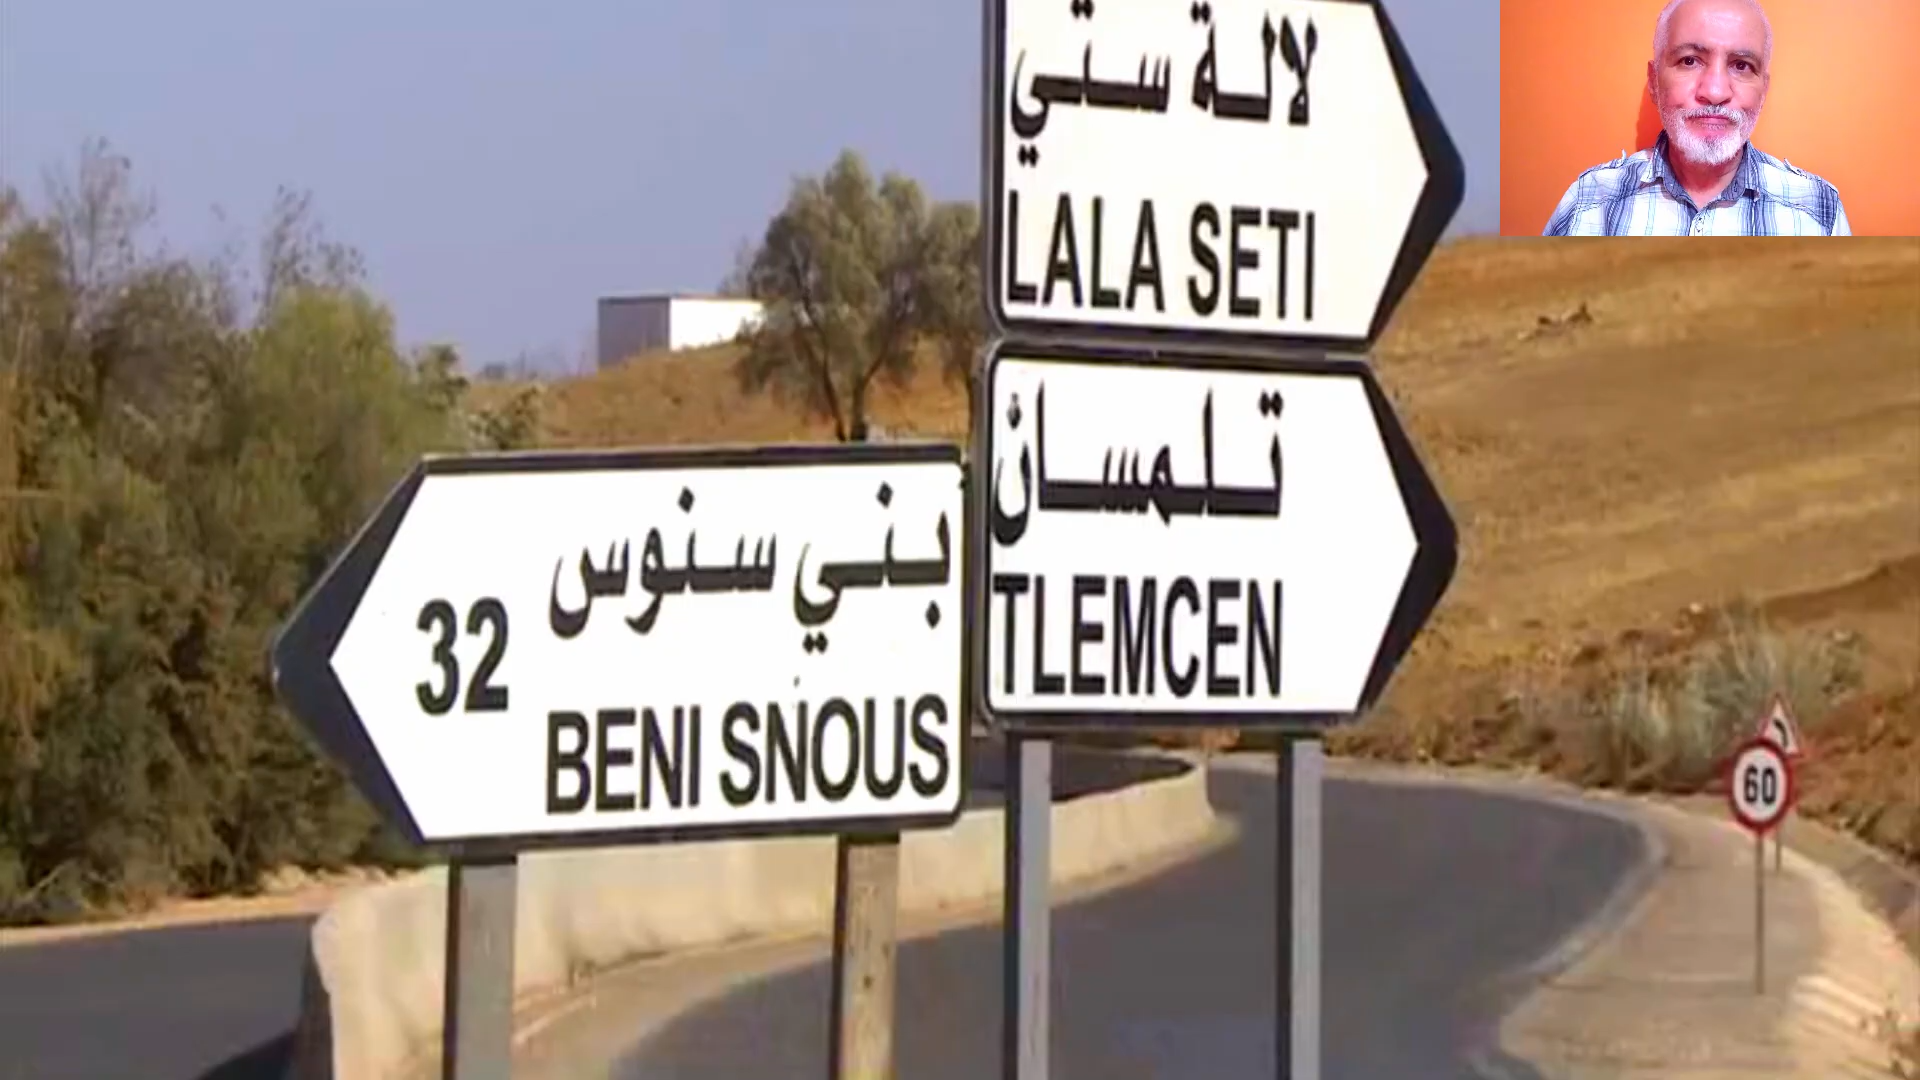 لالة ستي
LALA SETI
تلمسان
TLEMCEN
بني سنوس
32
BENI SNOUS
60